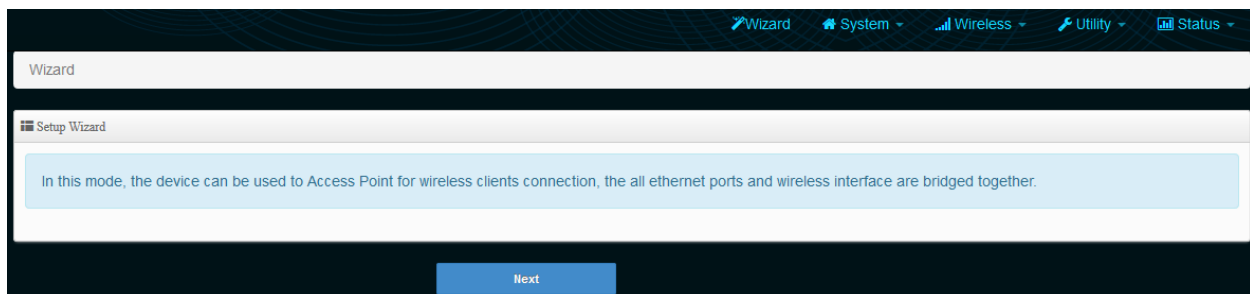 Wizard System Wireless Utility Status
Wizard
Setup Wizard
In this mode, the device can be used to Access Point for wireless clients connection, the all ethernet ports and wireless interface are bridged together.
Next